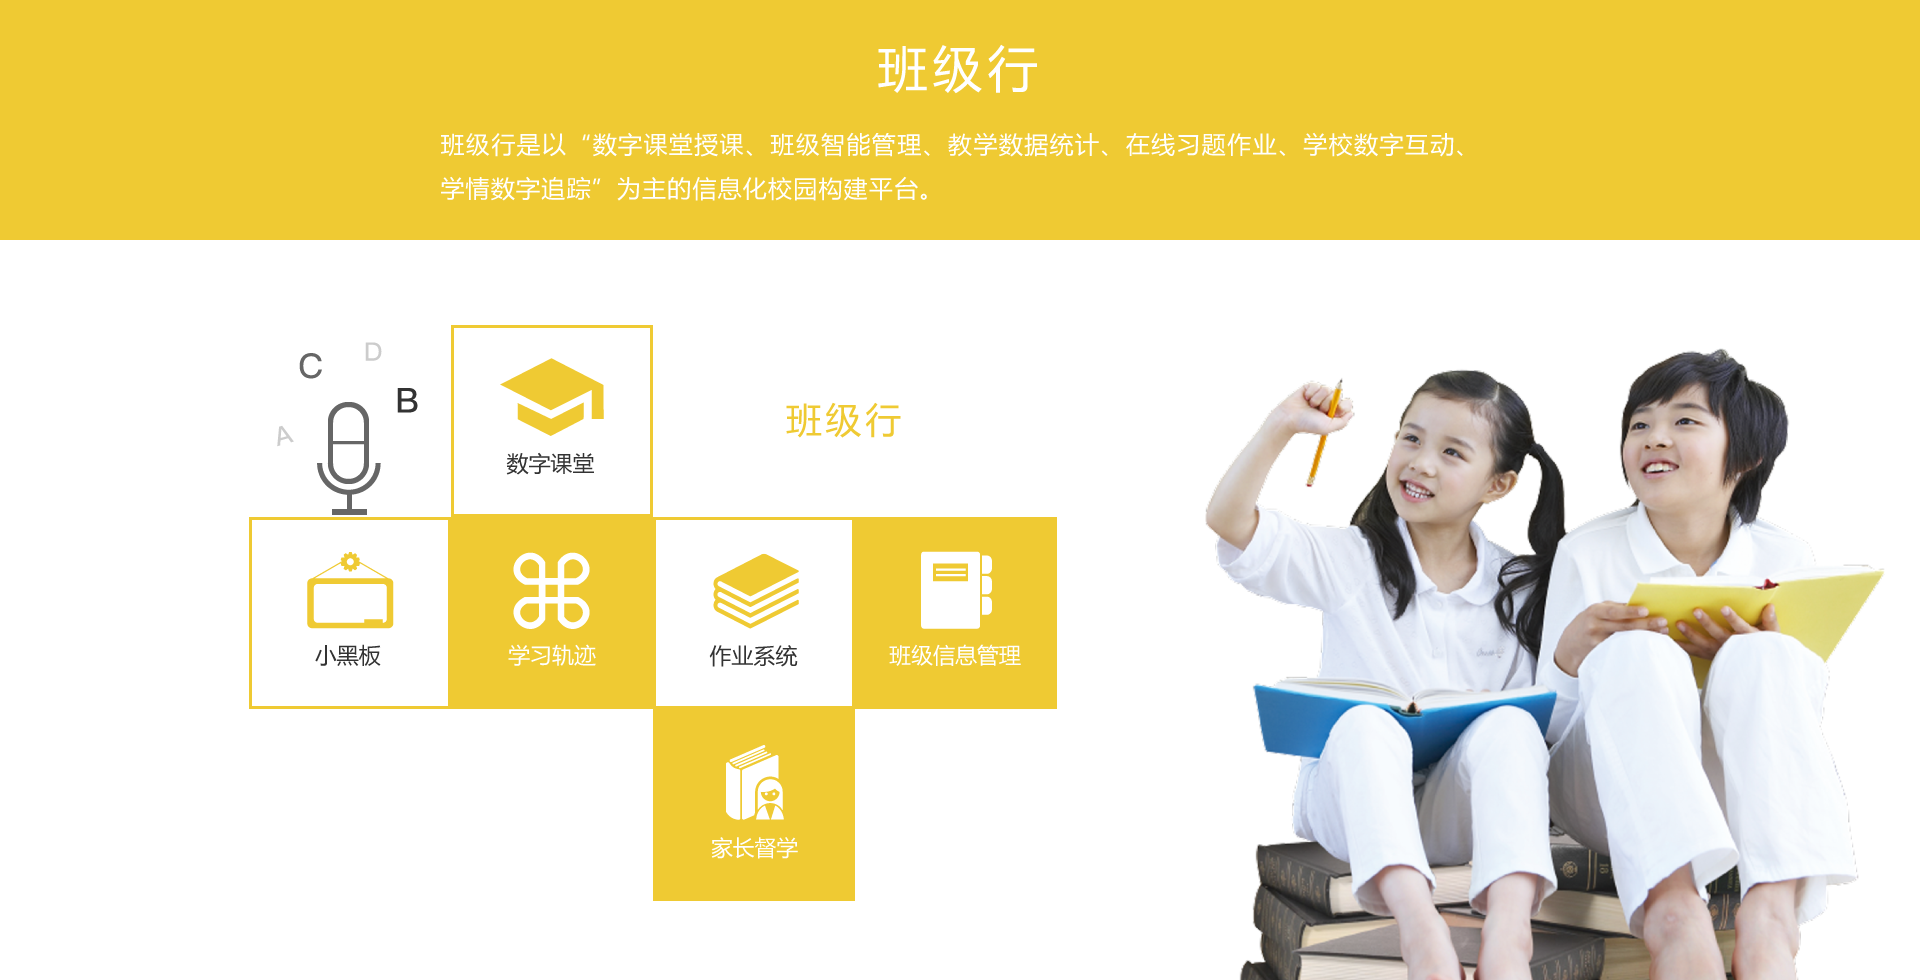 班级行
班级行是以“数字课堂授课、班级智能管理、教学数据统计、在线习题作业、学校数字互动、
学情数字追踪”为主的信息化校园构建平台。
C
D
B
A
数字课堂
班级行
小黑板
学习轨迹
作业系统
班级信息管理
家长督学